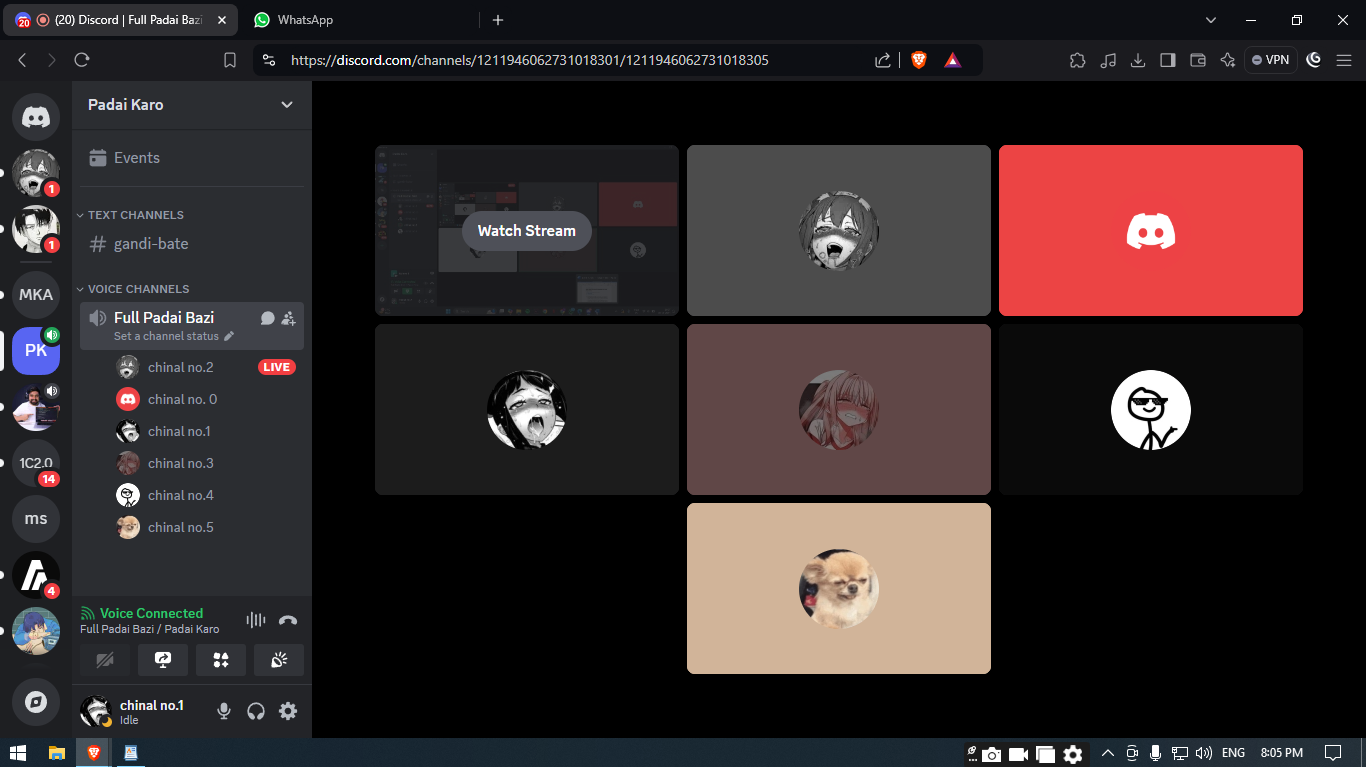 (20) Discord | Full Padai Bazi
WhatsApp
https://discord.com/channels/1211946062731018301/1211946062731018305
VPN
Padai Karo
Events
TEXT CHANNELS
gandi-bate
VOICE CHANNELS
Full Padai Bazi
Set a channel status
chinal no.2
LIVE
chinal no. 0
chinal no.1
chinal no.3
chinal no.4
chinal no.5
20
1
1
MKA
PK
1C2.0
14
ms
4
Watch Stream
Voice Connected
Full Padai Bazi / Padai Karo
chinal no.1
Idle
ENG
8:05 PM